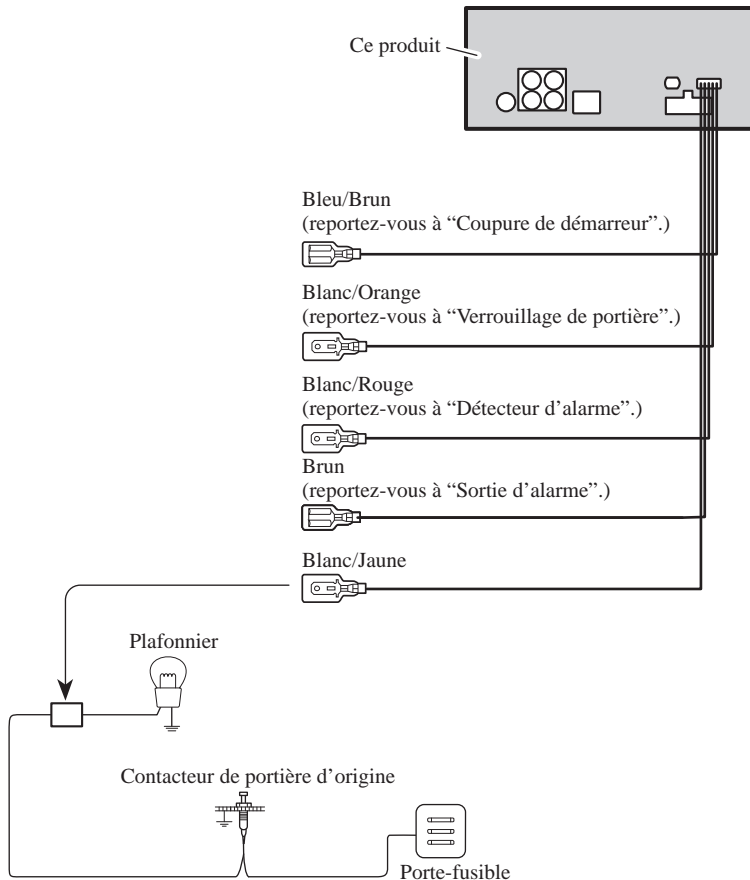 Ce produit
Bleu/Brun
(reportez-vous à “Coupure de démarreur”.)
Blanc/Orange
(reportez-vous à “Verrouillage de portière”.)
Blanc/Rouge
(reportez-vous à “Détecteur d’alarme”.)
Brun
(reportez-vous à “Sortie d’alarme”.)
Blanc/Jaune
Plafonnier
Contacteur de portière d’origine
Porte-fusible